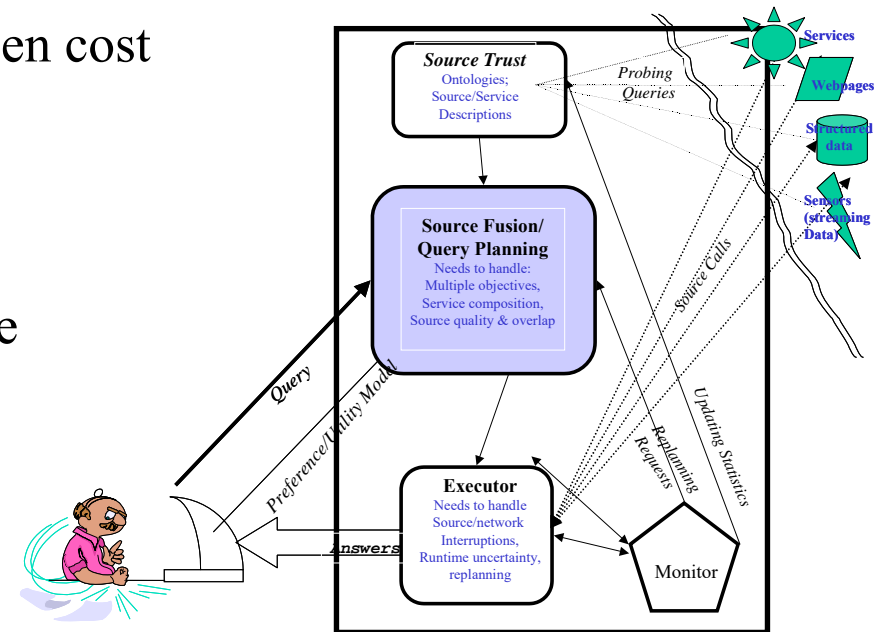 en cost
e
Source Trust
Ontologies;
Source/Service
Descriptions
Probing
Queries
Services
Webpages
Structured
data
Sensors
(streaming
Data)
Source Fusion/
Query Planning
Needs to handle:
Multiple objectives,
Service composition,
Source quality & overlap
Source Calls
Query
Preference/Utility Model
Replanning
Requests
Updating Statistics
Executor
Needs to handle
Source/network
Interruptions,
Runtime uncertainty,
replanning
Answers
Monitor